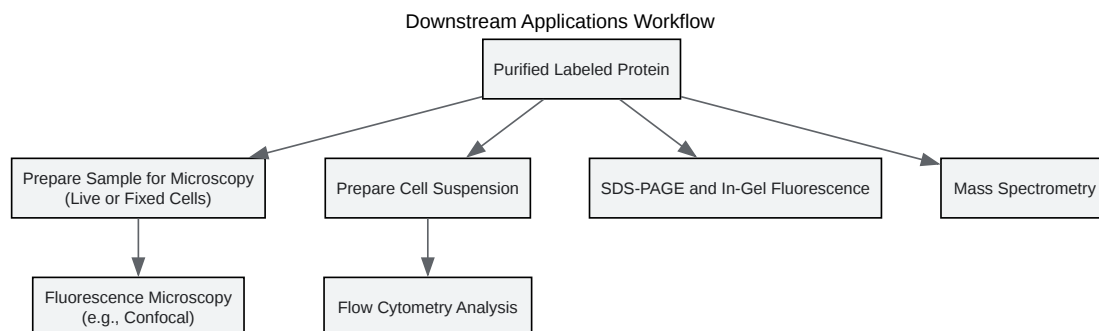 Downstream Applications Workflow
Purified Labeled Protein
Prepare Sample for Microscopy
(Live or Fixed Cells)
Prepare Cell Suspension
SDS-PAGE and In-Gel Fluorescence
Mass Spectrometry
Fluorescence Microscopy
(e.g., Confocal)
Flow Cytometry Analysis